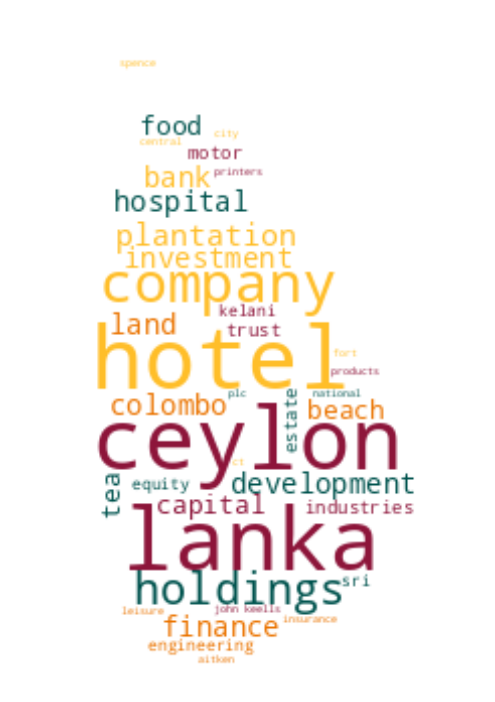 spence
food
city
central
motor
bank printers
hospital
plantation
investment
company
kelani
land trust
hotel
fort
products
plc national
colombo estate beach
ceylon
ct
tea equity development
capital industries
lanka
holdings sri
leisure john keells
finance insurance
engineering
aitken